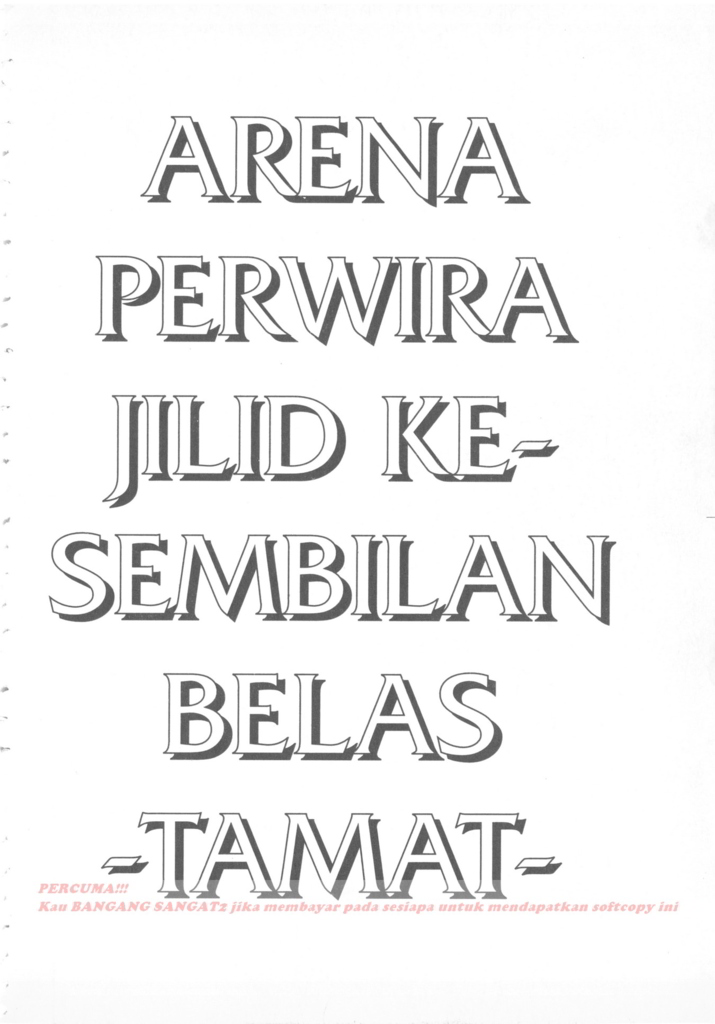 ARENA
PERWIRA
JILID KE-
SEMBILAN
BELAS
-TAMAT-
PERCUMA!!!
Kau BANGANG SANGAT2 jika membayar pada sesiapa untuk mendapatkan softcopy ini